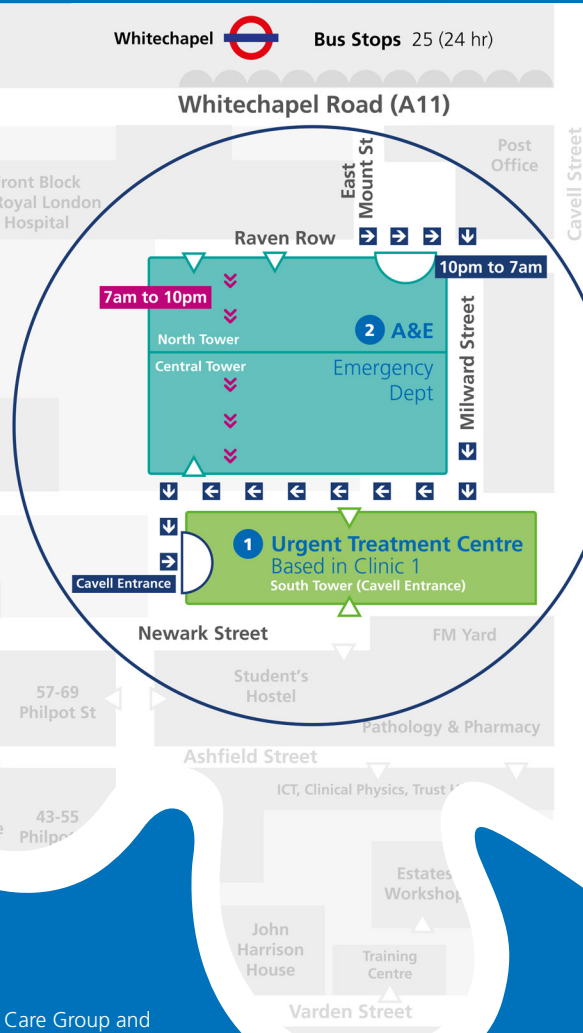 Whitechapel
Bus Stops 25 (24 hr)
Whitechapel Road (A11)
Cavell Street
Post
Office
East
Mount St
ront Block
Royal London
Hospital
Raven Row
10pm to 7am
7am to 10pm
North Tower
2 A&E
Central Tower
Emergency
Dept
Milward Street
1 Urgent Treatment Centre
Based in Clinic 1
South Tower (Cavell Entrance)
Cavell Entrance
Newark Street
FM Yard
Student's
Hostel
57-69
Philpot St
Pathology & Pharmacy
Ashfield Street
ICT, Clinical Physics, Trust
43-55
Estates
Workshop
John
Harrison
House
Training
Centre
Varden Street
Care Group and